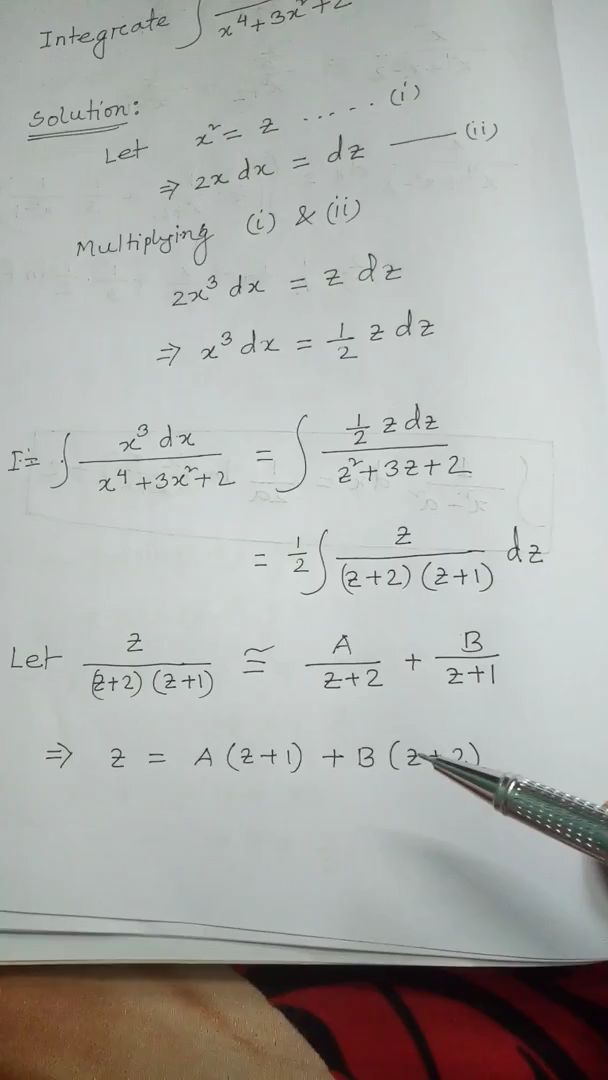 Integrate ∫ x⁴+3x²+2
Solution:
Let x² = z ..... (i)
⇒ 2x dx = dz —— (ii)
Multiplying (i) & (ii)
2x³ dx = z dz
⇒ x³ dx = 1/2 z dz
I = ∫ x³ dx / x⁴+3x²+2 = ∫ 1/2 z dz / z²+3z+2
= 1/2 ∫ z / (z+2) (z+1) dz
Let z / (z+2) (z+1) ≅ A / z+2 + B / z+1
⇒ z = A (z+1) + B (z+2)